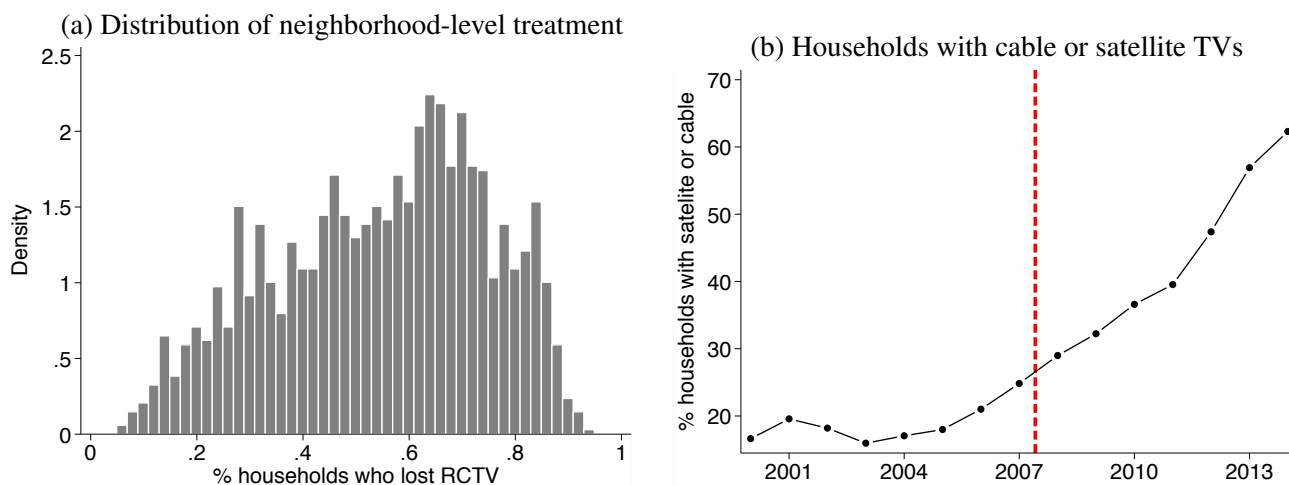 (a) Distribution of neighborhood-level treatment
2.5
2
1.5
1
.5
0
Density
0 .2 .4 .6 .8 1
% households who lost RCTV
(b) Households with cable or satellite TVs
70
60
50
40
30
20
% households with satelite or cable
2001 2004 2007 2010 2013